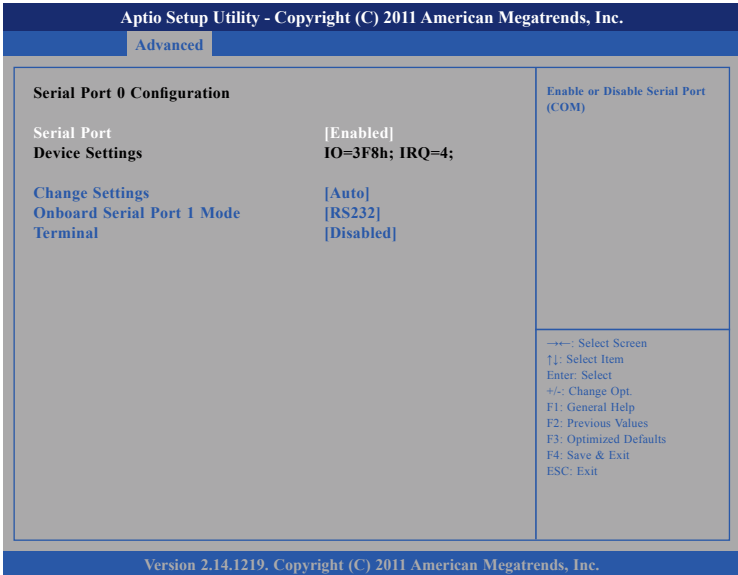 Aptio Setup Utility - Copyright (C) 2011 American Megatrends, Inc.
Advanced
Serial Port 0 Configuration
Serial Port [Enabled]
Device Settings IO=3F8h; IRQ=4;
Change Settings [Auto]
Onboard Serial Port 1 Mode [RS232]
Terminal [Disabled]
Enable or Disable Serial Port
(COM)
→←: Select Screen
↑↓: Select Item
Enter: Select
+/-: Change Opt.
F1: General Help
F2: Previous Values
F3: Optimized Defaults
F4: Save & Exit
ESC: Exit
Version 2.14.1219. Copyright (C) 2011 American Megatrends, Inc.